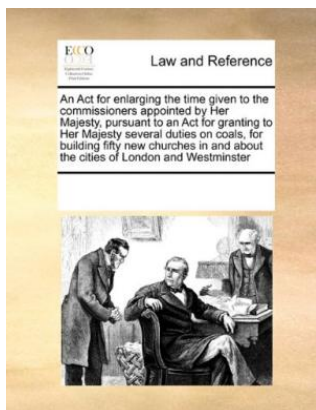 ECCO
Law and Reference
An Act for enlarging the time given to the
commissioners appointed by Her
Majesty, pursuant to an Act for granting to
Her Majesty several duties on coals, for
building fifty new churches in and about
the cities of London and Westminster